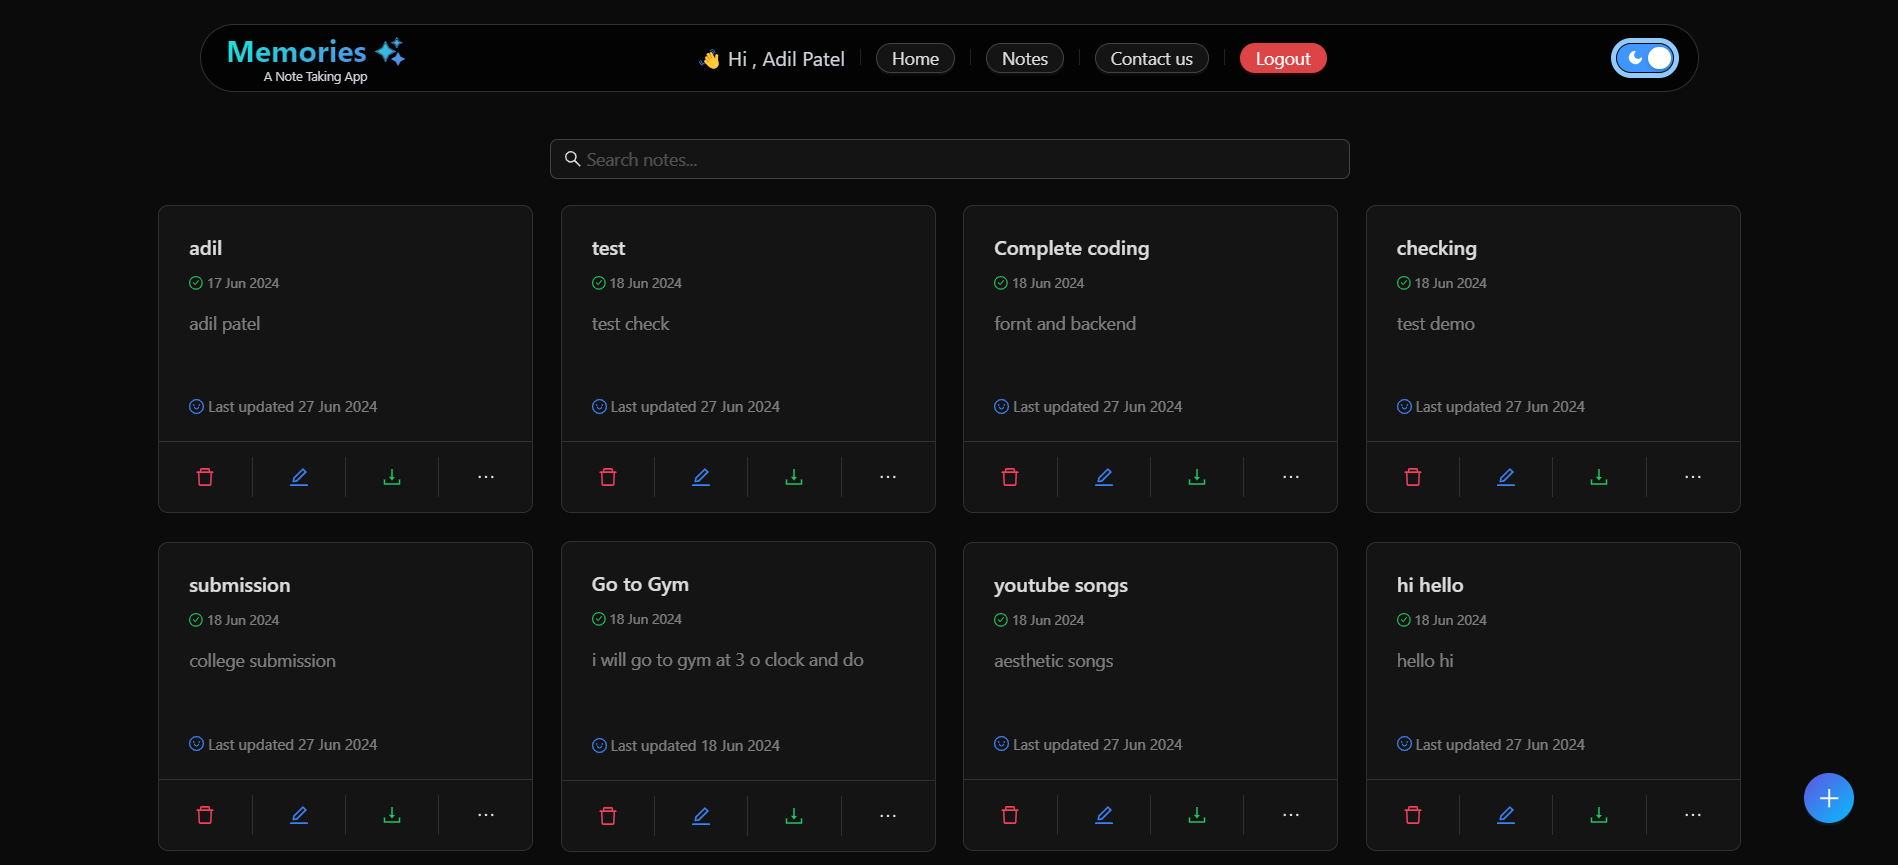 Memories
A Note Taking App
👋 Hi , Adil Patel
Home
Notes
Contact us
Logout
Search notes...
adil
17 Jun 2024
adil patel
Last updated 27 Jun 2024
test
18 Jun 2024
test check
Last updated 27 Jun 2024
Complete coding
18 Jun 2024
fornt and backend
Last updated 27 Jun 2024
checking
18 Jun 2024
test demo
Last updated 27 Jun 2024
submission
18 Jun 2024
college submission
Last updated 27 Jun 2024
Go to Gym
18 Jun 2024
i will go to gym at 3 o clock and do
Last updated 18 Jun 2024
youtube songs
18 Jun 2024
aesthetic songs
Last updated 27 Jun 2024
hi hello
18 Jun 2024
hello hi
Last updated 27 Jun 2024